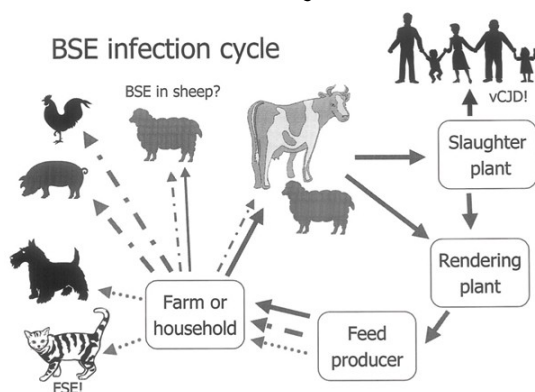 BSE infection cycle
BSE in sheep?
vCJD!
Slaughter
plant
Rendering
plant
Farm or
household
Feed
producer
FSE!